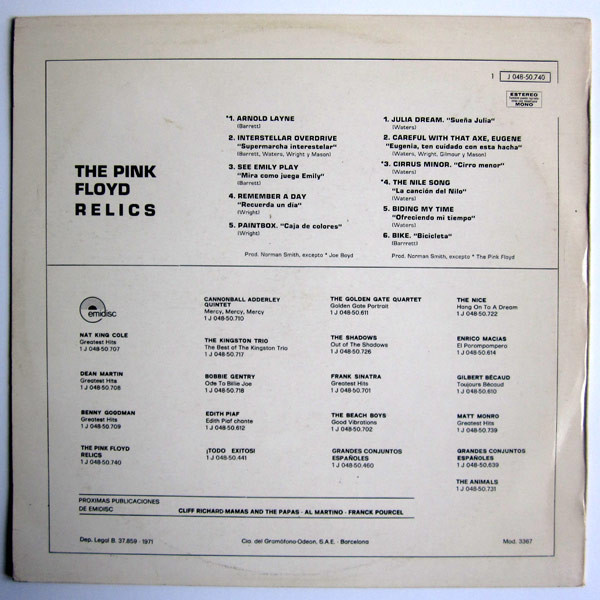 1 J 048-50.740
ESTEREO
MONO
THE PINK
FLOYD
RELICS
*1. ARNOLD LAYNE
(Barrett)
2. INTERSTELLAR OVERDRIVE
"Supermarcha interestelar"
(Barrett, Waters, Wright y Mason)
3. SEE EMILY PLAY
"Mira como juega Emily"
(Barrett)
4. REMEMBER A DAY
"Recuerda un dia"
(Wright)
5. PAINTBOX. "Caja de colores"
(Wright)
Prod. Norman Smith, excepto * Joe Boyd
*1. JULIA DREAM. "Sueña Julia"
(Waters)
2. CAREFUL WITH THAT AXE, EUGENE
"Eugenia, ten cuidado con esta hacha"
(Waters, Wright, Gilmour y Mason)
*3. CIRRUS MINOR. "Cirro menor"
(Waters)
*4. THE NILE SONG
"La canción del Nilo"
(Waters)
5. BIDING MY TIME
"Ofreciendo mi tiempo"
(Waters)
6. BIKE. "Bicicleta"
(Barrrett)
Prod. Norman Smith, excepto * The Pink Floyd
emidisc
NAT KING COLE
Greatest Hits
1 J 048-50.707
DEAN MARTIN
Greatest Hits
1 J 048-50.708
BENNY GOODMAN
Greatest Hits
1 J 048-50.709
THE PINK FLOYD
RELICS
1 J 048-50.740
CANNONBALL ADDERLEY
QUINTET
Mercy, Mercy, Mercy
1 J 048-50.710
THE KINGSTON TRIO
The Best of The Kingston Trio
1 J 048-50.717
BOBBIE GENTRY
Ode To Billie Joe
1 J 048-50.718
EDITH PIAF
Edith Piaf chante
1 J 048-50.612
¡TODO EXITOS!
1 J 048-50.441
THE GOLDEN GATE QUARTET
Golden Gate Portrait
1 J 048-50.611
THE SHADOWS
Out of The Shadows
1 J 048-50.726
FRANK SINATRA
Greatest Hits
1 J 048-50.701
THE BEACH BOYS
Good Vibrations
1 J 048-50.702
GRANDES CONJUNTOS
ESPAÑOLES
1 J 048-50.460
THE NICE
Hang On To A Dream
1 J 048-50.722
ENRICO MACIAS
El Porompompero
1 J 048-50.614
GILBERT BÉCAUD
Toujours Bécaud
1 J 048-50.610
MATT MONRO
Greatest Hits
1 J 048-50.739
GRANDES CONJUNTOS
ESPAÑOLES
1 J 048-50.639
THE ANIMALS
1 J 048-50.731
PROXIMAS PUBLICACIONES
DE EMIDISC
CLIFF RICHARD-MAMAS AND THE PAPAS - AL MARTINO - FRANCK POURCEL
Dep. Legal B. 37.859 - 1971
Cia. del Gramófono-Odeon, S.A.E. - Barcelona
Mod. 3367